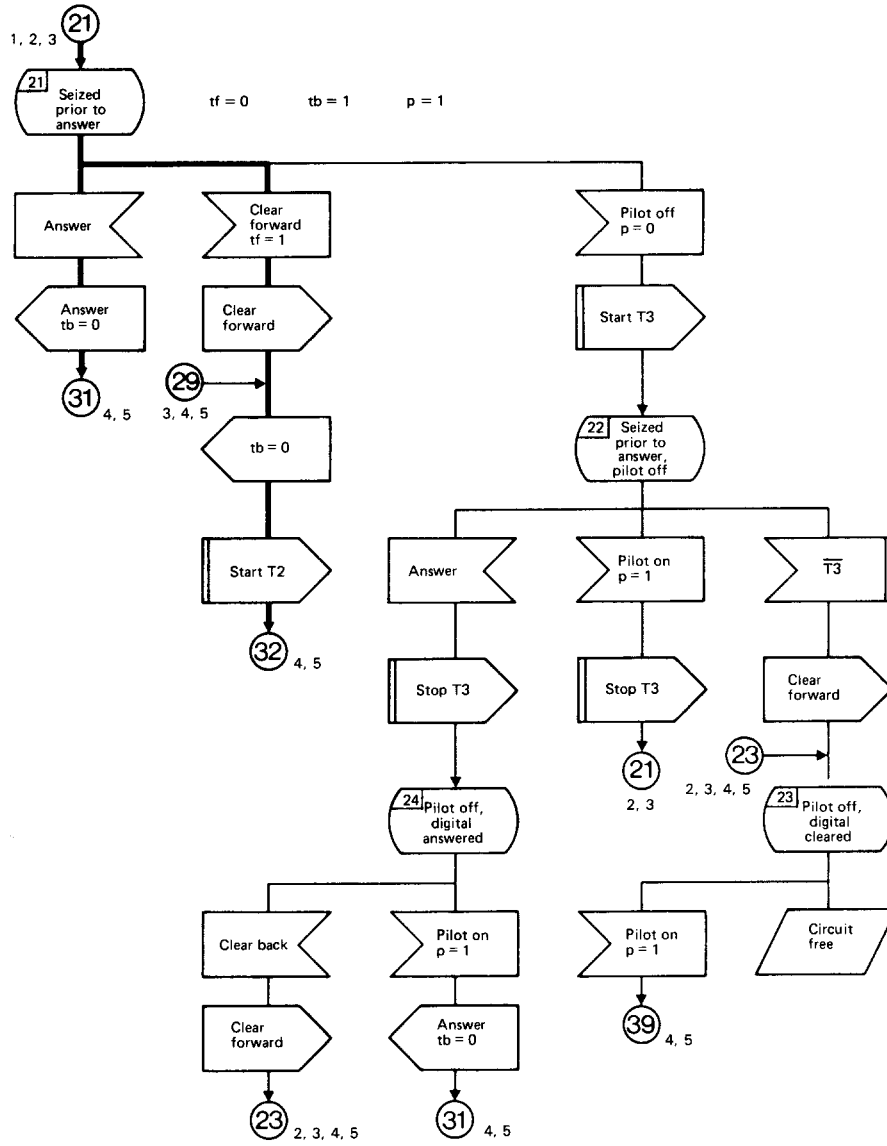 21
1, 2, 3
21
Seized
prior to
answer
tf = 0 tb = 1 p = 1
Answer
Clear
forward
tf = 1
Pilot off
p = 0
Answer
tb = 0
Clear
forward
Start T3
31
4, 5
29
3, 4, 5
22
Seized
prior to
answer,
pilot off
tb = 0
Start T2
Answer
Pilot on
p = 1
T3
32
4, 5
Stop T3
Stop T3
Clear
forward
21
2, 3
23
2, 3, 4, 5
24
Pilot off,
digital
answered
23
Pilot off,
digital
cleared
Clear back
Pilot on
p = 1
Pilot on
p = 1
Circuit
free
Clear
forward
Answer
tb = 0
39
4, 5
23
2, 3, 4, 5
31
4, 5